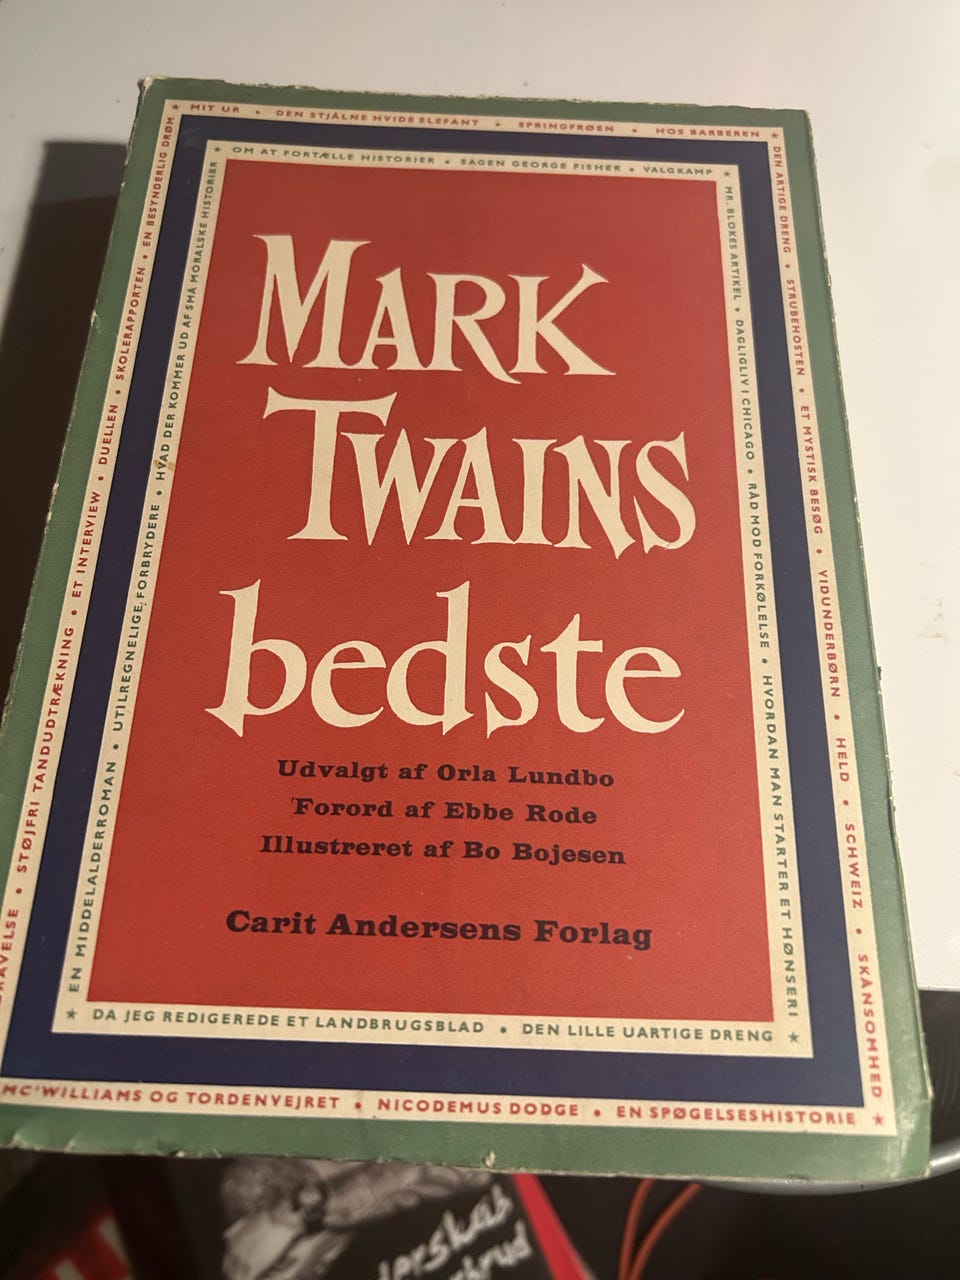 ★ MIT UR • DEN STJÅLNE HVIDE ELEFANT • SPRINGFRØEN • HOS BARBEREN ★
DEN ARTIGE DRENG • STRUBEHOSTEN • ET MYSTISK BESØG • VIDUNDERBØRN • HELD • SCHWEIZ • SKÅNSOMHED ★
MC'WILLIAMS OG TORDENVEJRET • NICODEMUS DODGE • EN SPØGELSESHISTORIE
STØJFRI TANDUDTRÆKNING • ET INTERVIEW • DUELLEN • SKOLERAPPORTEN • EN BESYNDERLIG DRØM
★ OM AT FORTÆLLE HISTORIER • SAGEN GEORGE FISHER • VALGKAMP ★
MR. BLOKES ARTIKEL • DAGLIGLIV I CHICAGO • RÅD MOD FORKØLELSE • HVORDAN MAN STARTER ET HØNSERI
★ DA JEG REDIGEREDE ET LANDBRUGSBLAD • DEN LILLE UARTIGE DRENG ★
EN MIDDELALDERROMAN • UTILREGNELIGE FORBRYDERE • HVAD DER KOMMER UD AF SMÅ MORALSKE HISTORIER
MARK
TWAINS
bedste
Udvalgt af Orla Lundbo
Forord af Ebbe Rode
Illustreret af Bo Bojesen
Carit Andersens Forlag